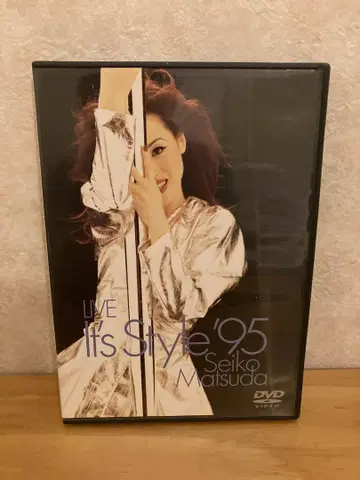 LIVE
It's Style '95
Seiko
Matsuda
DVD
VIDEO